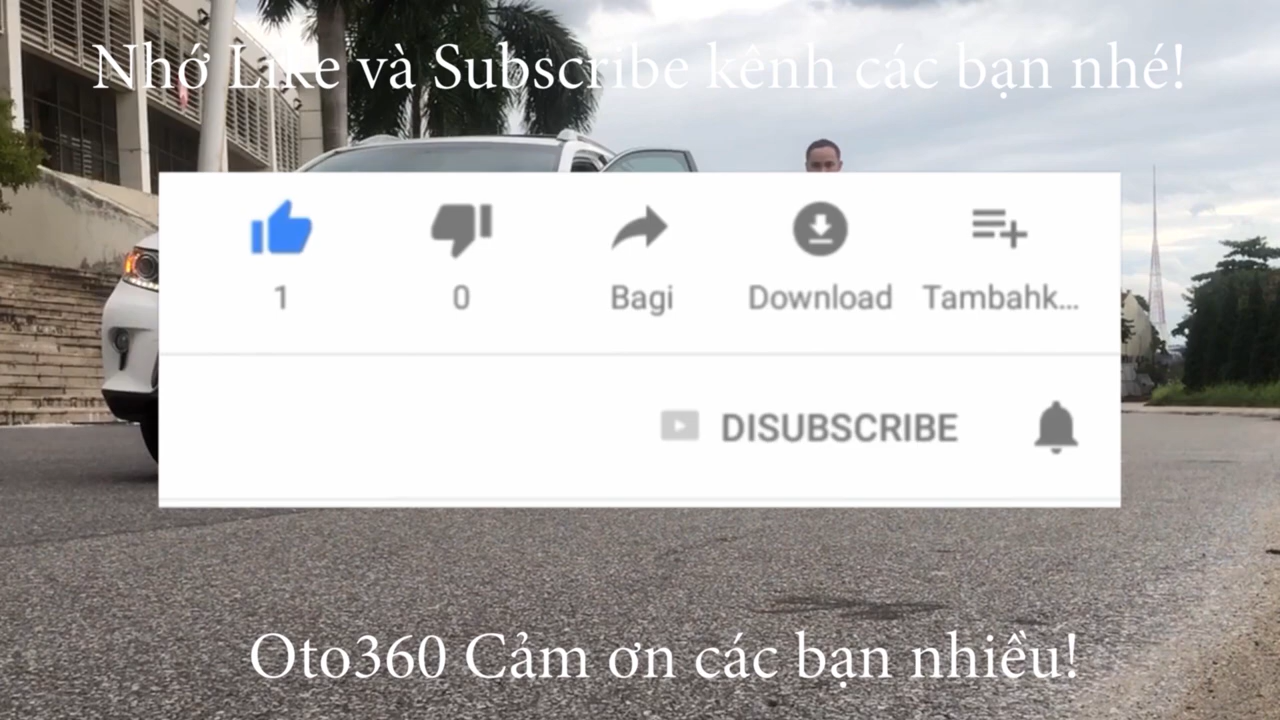 Nhớ Like và Subscribe kênh các bạn nhé!
1 0 Bagi Download Tambahk...
DISUBSCRIBE
Oto360 Cảm ơn các bạn nhiều!